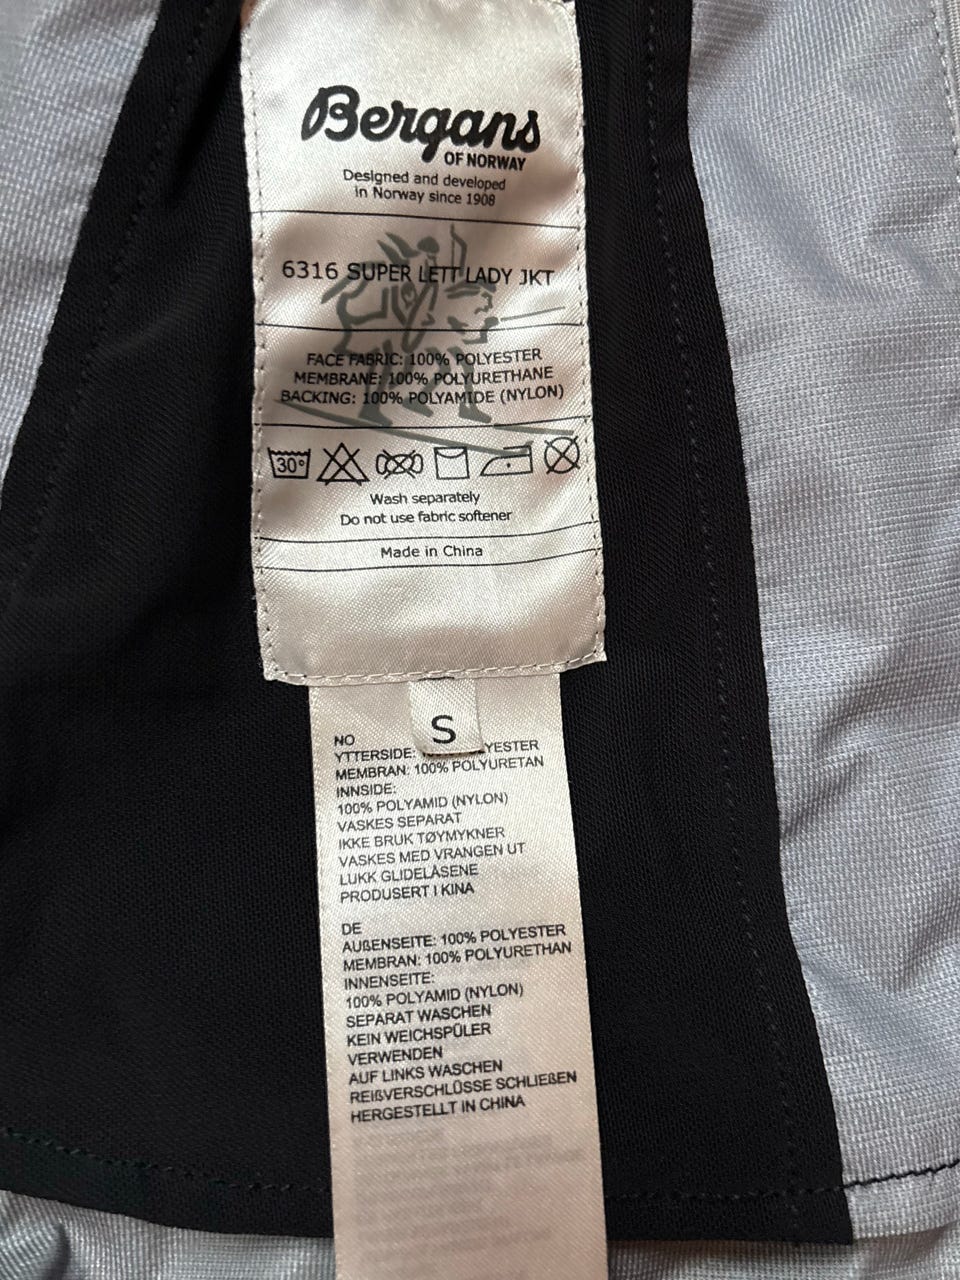 Bergans
OF NORWAY
Designed and developed
in Norway since 1908
6316 SUPER LETT LADY JKT
FACE FABRIC: 100% POLYESTER
MEMBRANE: 100% POLYURETHANE
BACKING: 100% POLYAMIDE (NYLON)
30°
Wash separately
Do not use fabric softener
Made in China
S
NO
YTTERSIDE: YESTER
MEMBRAN: 100% POLYURETAN
INNSIDE:
100% POLYAMID (NYLON)
VASKES SEPARAT
IKKE BRUK TØYMYKNER
VASKES MED VRANGEN UT
LUKK GLIDELÅSENE
PRODUSERT I KINA
DE
AUßENSEITE: 100% POLYESTER
MEMBRAN: 100% POLYURETHAN
INNENSEITE:
100% POLYAMID (NYLON)
SEPARAT WASCHEN
KEIN WEICHSPÜLER
VERWENDEN
AUF LINKS WASCHEN
REIßVERSCHLÜSSE SCHLIEßEN
HERGESTELLT IN CHINA